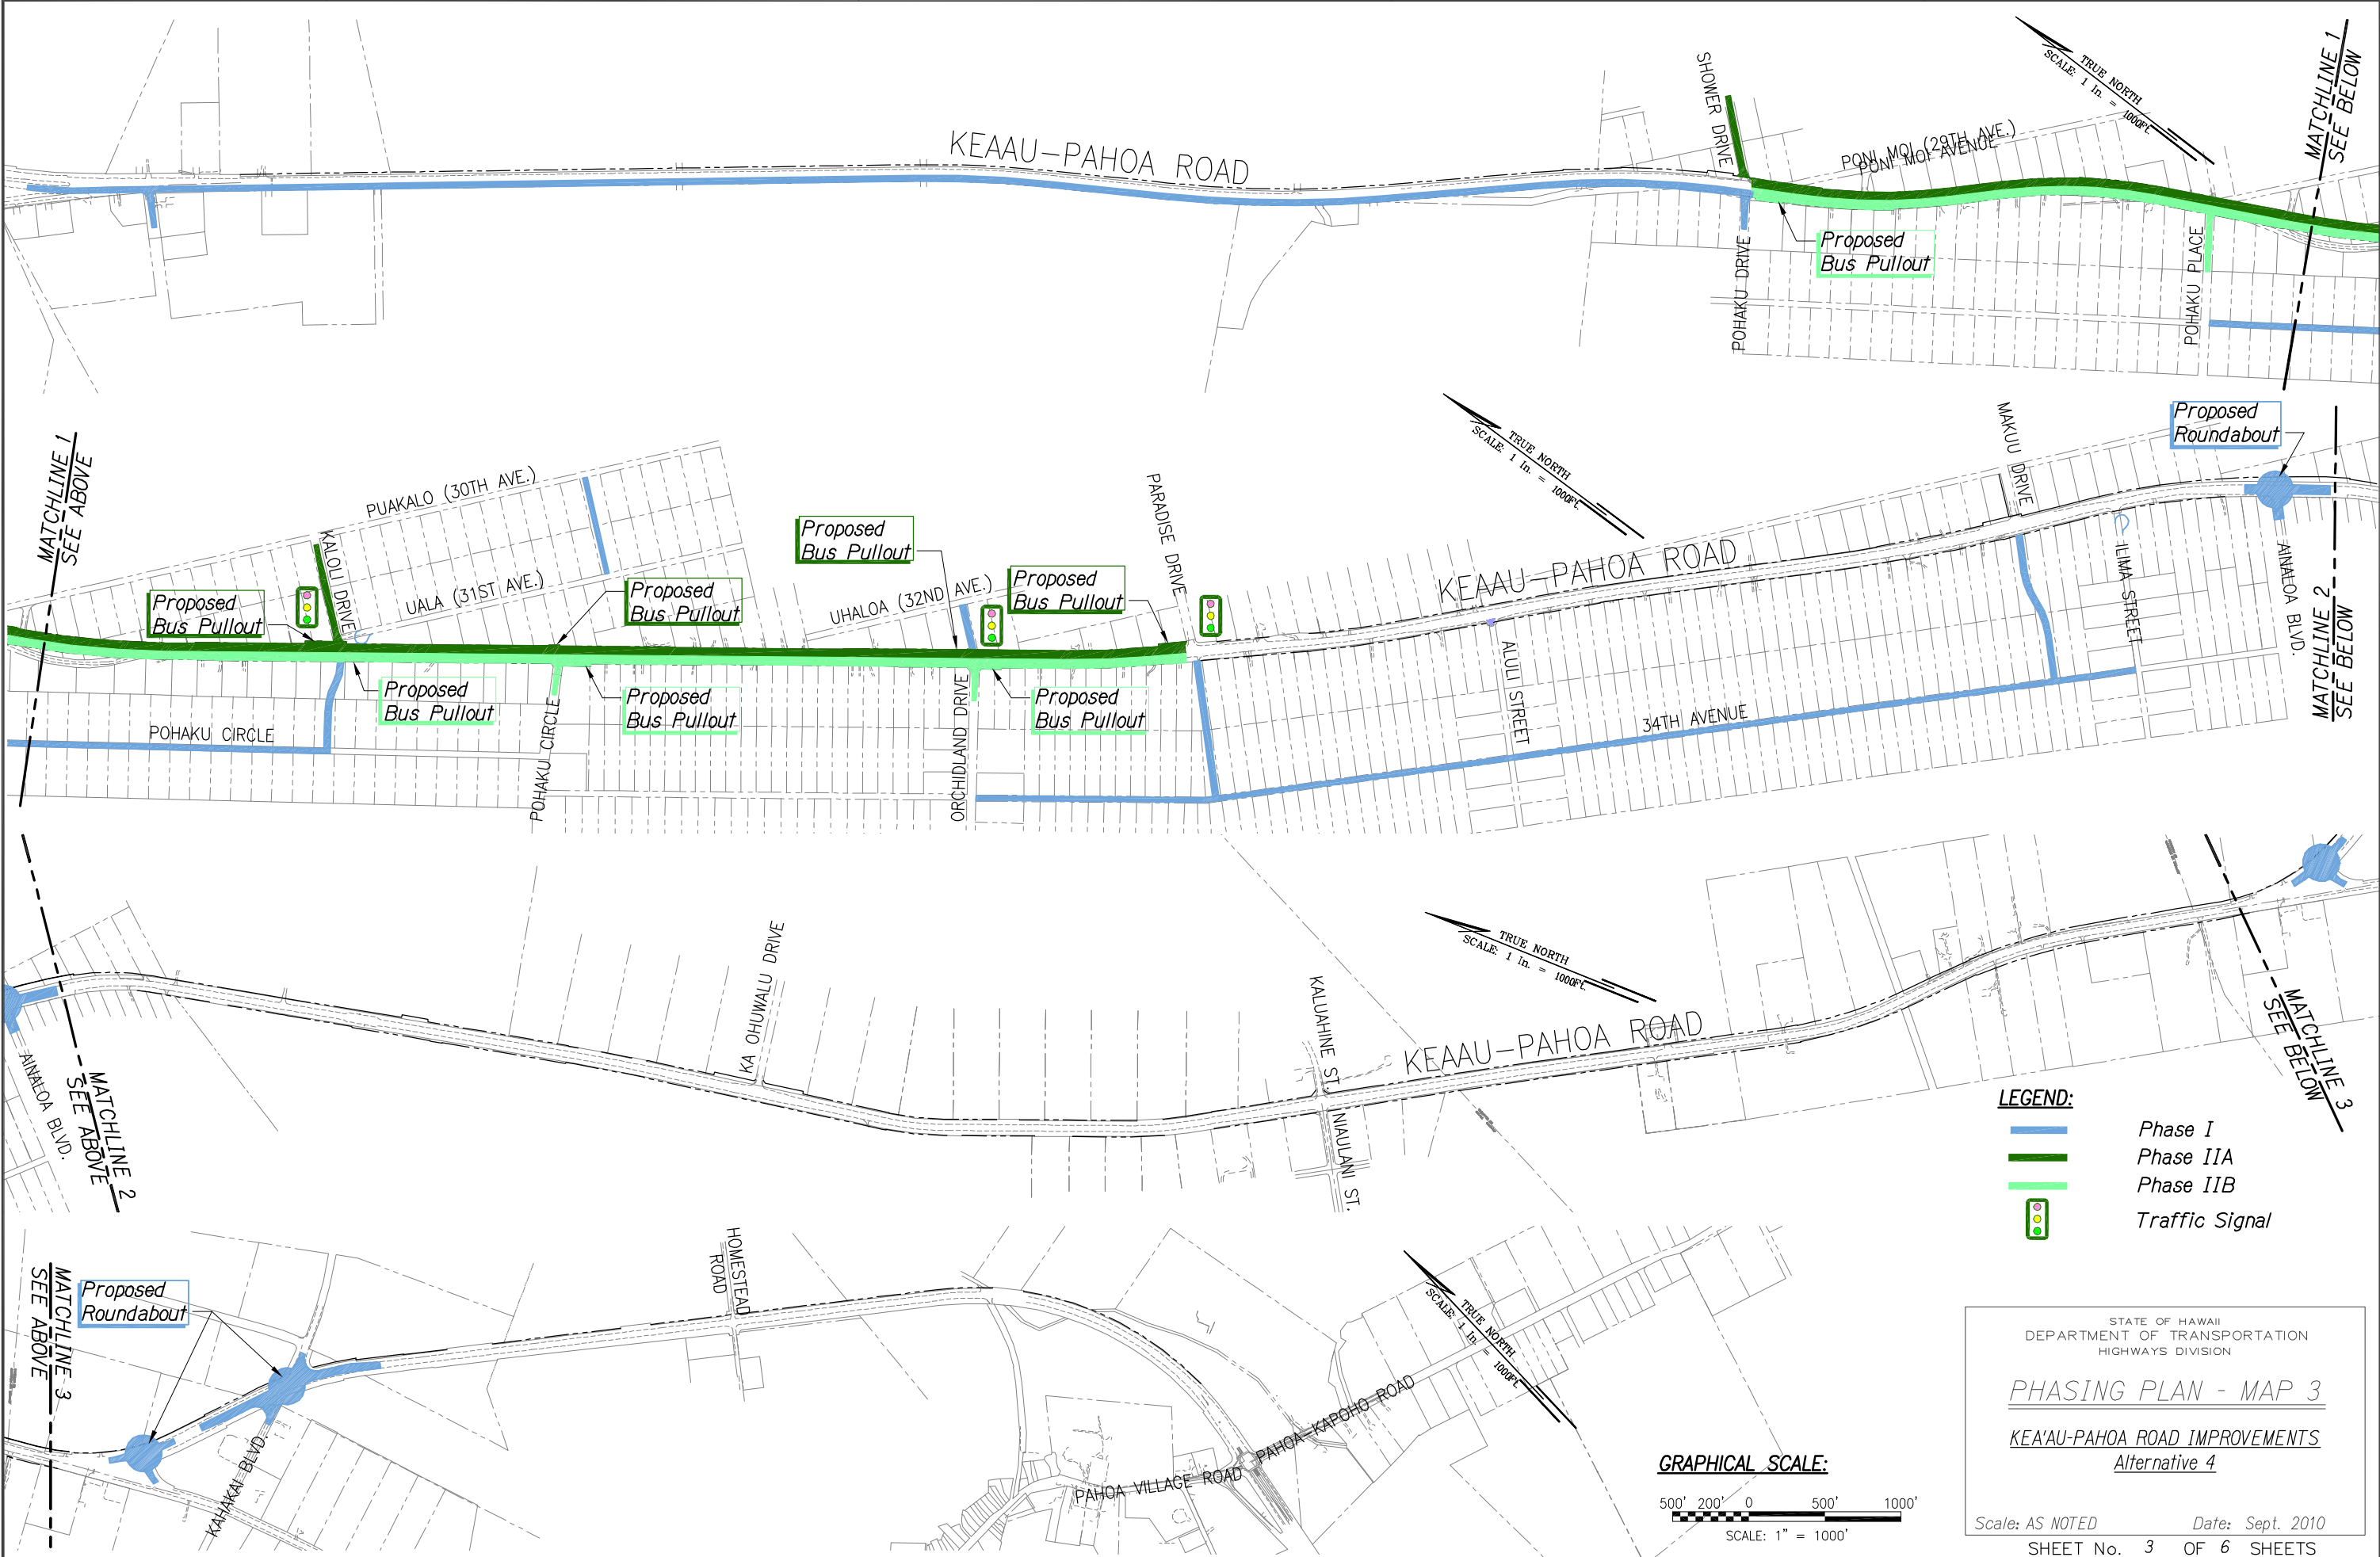 KEAAU-PAHOA ROAD
SHOWER DRIVE
PONI MOI (29TH AVE.)
PONI MOI AVENUE
TRUE NORTH
SCALE: 1 In. = 1000Ft.
MATCHLINE 1
SEE BELOW
Proposed
Bus Pullout
POHAKU DRIVE
POHAKU PLACE
MATCHLINE 1
SEE ABOVE
PUAKALO (30TH AVE.)
KALOLI DRIVE
UALA (31ST AVE.)
Proposed
Bus Pullout
Proposed
Bus Pullout
Proposed
Bus Pullout
UHALOA (32ND AVE.)
Proposed
Bus Pullout
PARADISE DRIVE
TRUE NORTH
SCALE: 1 In. = 1000Ft.
KEAAU-PAHOA ROAD
MAKUU DRIVE
Proposed
Roundabout
ILIMA STREET
AINALOA BLVD.
MATCHLINE 2
SEE BELOW
Proposed
Bus Pullout
Proposed
Bus Pullout
Proposed
Bus Pullout
POHAKU CIRCLE
POHAKU CIRCLE
ORCHIDLAND DRIVE
ALULI STREET
34TH AVENUE
AINALOA BLVD.
MATCHLINE 2
SEE ABOVE
KA OHUWALU DRIVE
KALUAHINE ST.
NIAULANI ST.
TRUE NORTH
SCALE: 1 In. = 1000Ft.
KEAAU-PAHOA ROAD
MATCHLINE 3
SEE BELOW
LEGEND:
Phase I
Phase IIA
Phase IIB
Traffic Signal
MATCHLINE 3
SEE ABOVE
Proposed
Roundabout
KAHAKAI BLVD.
HOMESTEAD
ROAD
PAHOA VILLAGE ROAD
PAHOA-KAPOHO ROAD
TRUE NORTH
SCALE: 1 In. = 1000Ft.
GRAPHICAL SCALE:
500' 200' 0 500' 1000'
SCALE: 1" = 1000'
STATE OF HAWAII
DEPARTMENT OF TRANSPORTATION
HIGHWAYS DIVISION
PHASING PLAN - MAP 3
KEA'AU-PAHOA ROAD IMPROVEMENTS
Alternative 4
Scale: AS NOTED Date: Sept. 2010
SHEET No. 3 OF 6 SHEETS